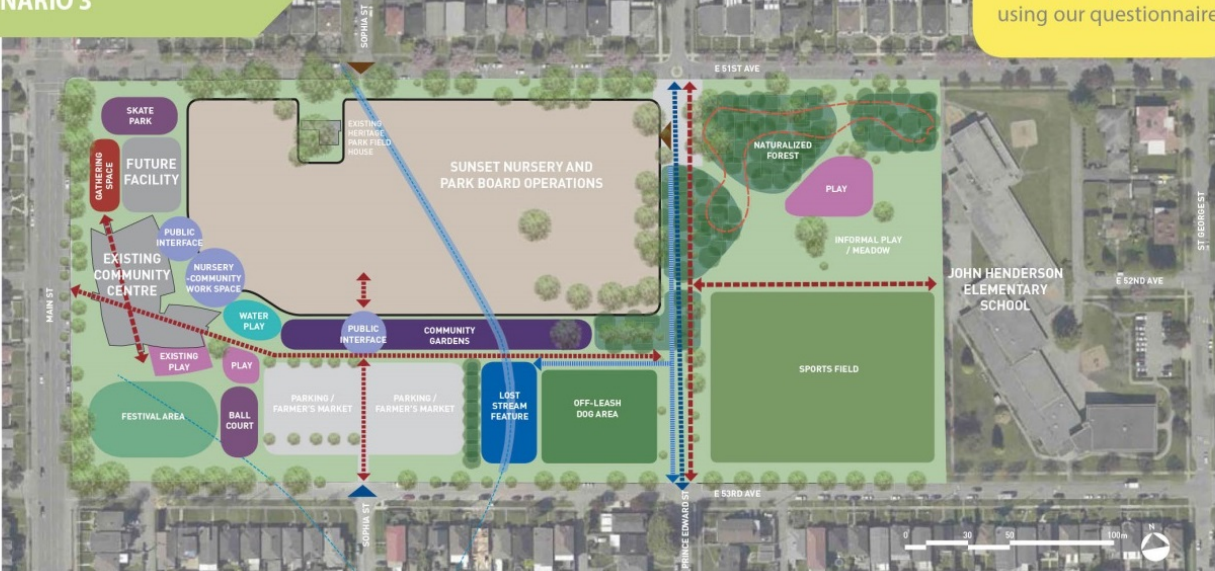 NARIO 3
using our questionnaire
SOPHIA ST
E 51ST AVE
SKATE
PARK
GATHERING
SPACE
FUTURE
FACILITY
EXISTING
HERITAGE
PARK FIELD
HOUSE
SUNSET NURSERY AND
PARK BOARD OPERATIONS
NATURALIZED
FOREST
PLAY
PUBLIC
INTERFACE
EXISTING
COMMUNITY
CENTRE
NURSERY
-COMMUNITY
WORK SPACE
INFORMAL PLAY
/ MEADOW
MAIN ST
ST GEORGE ST
JOHN HENDERSON
ELEMENTARY
SCHOOL
E 52ND AVE
WATER
PLAY
PUBLIC
INTERFACE
COMMUNITY
GARDENS
EXISTING
PLAY
PLAY
SPORTS FIELD
FESTIVAL AREA
BALL
COURT
PARKING /
FARMER'S MARKET
PARKING /
FARMER'S MARKET
LOST
STREAM
FEATURE
OFF-LEASH
DOG AREA
E 53RD AVE
SOPHIA ST
PRINCE EDWARD ST
0 30 50 100m
N